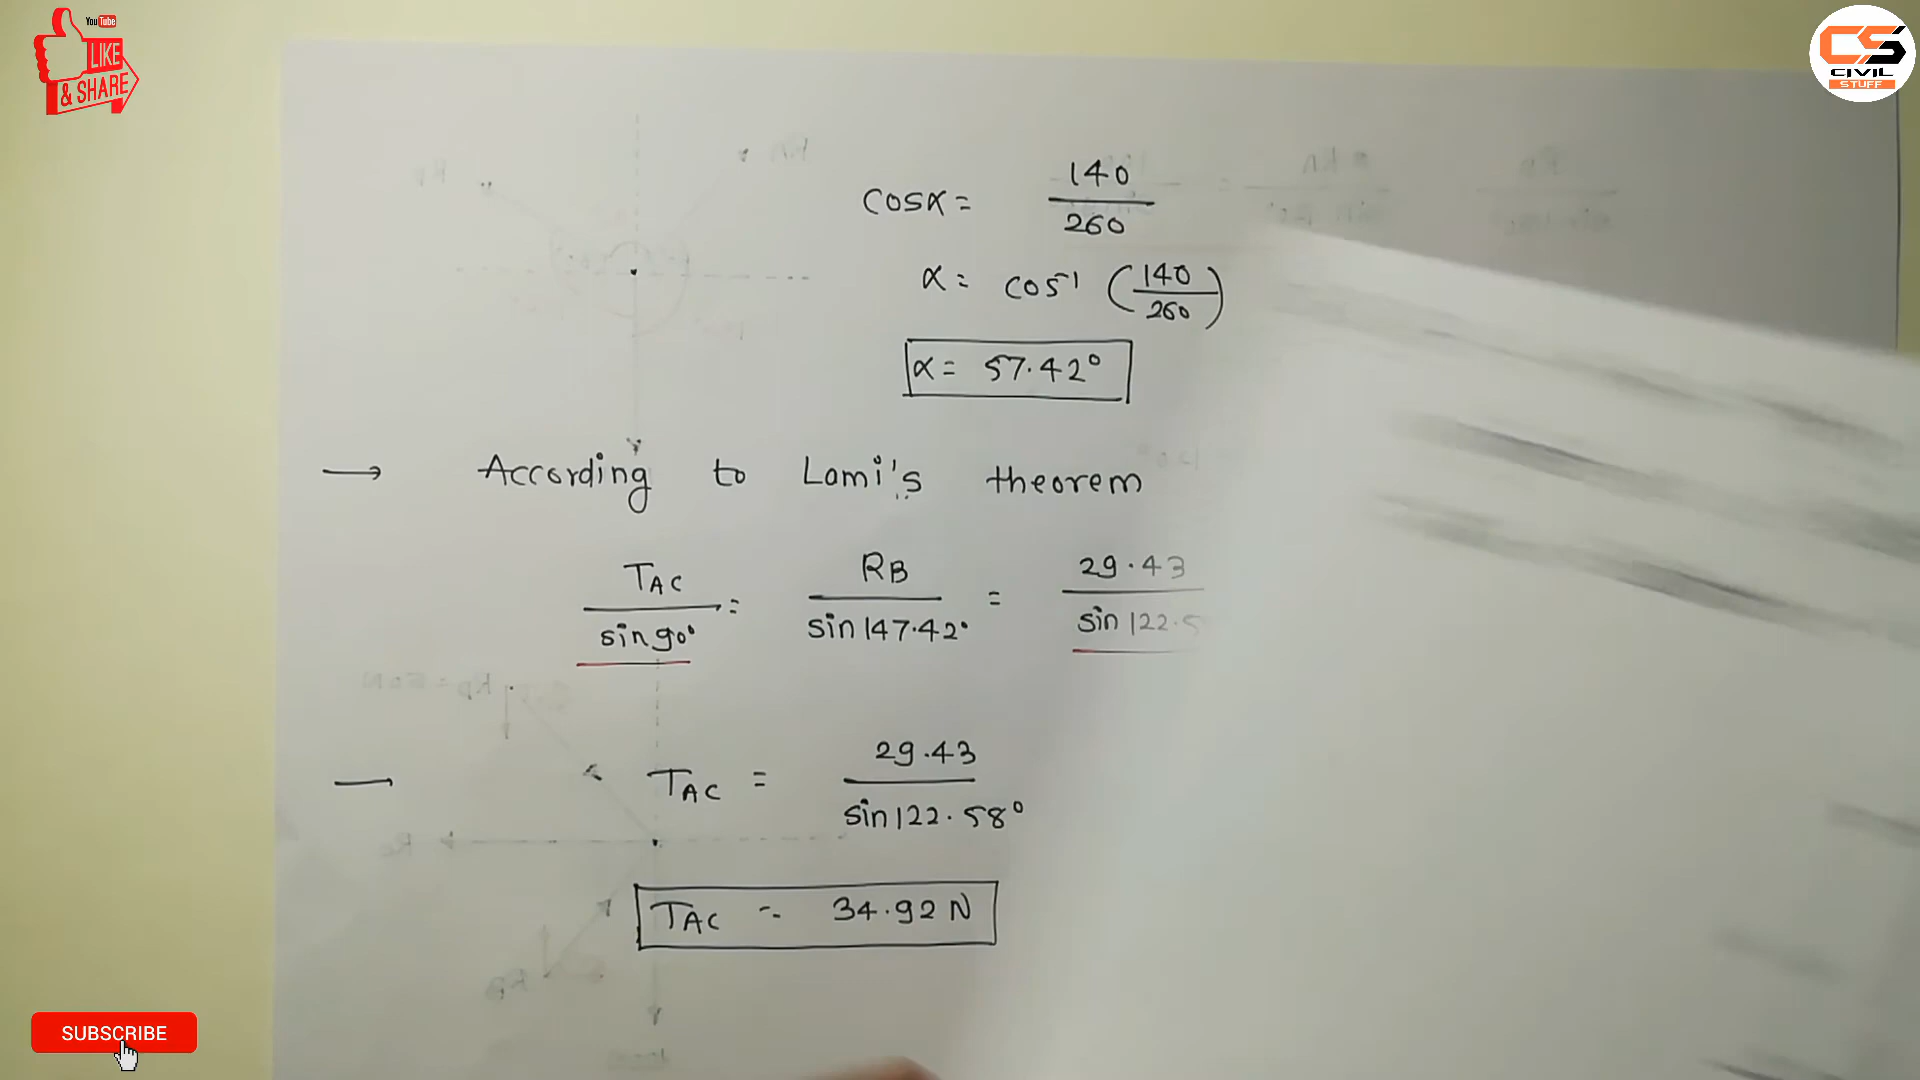 YouTube
LIKE
& SHARE
CS
CIVIL
STUFF
cosα = 140/260
α = cos⁻¹ (140/260)
α = 57.42°
→ According to Lami's theorem
TAC/sin90° = RB/sin147.42° = 29.43/sin122.5
— TAC = 29.43/sin122.58°
TAC = 34.92 N
SUBSCRIBE